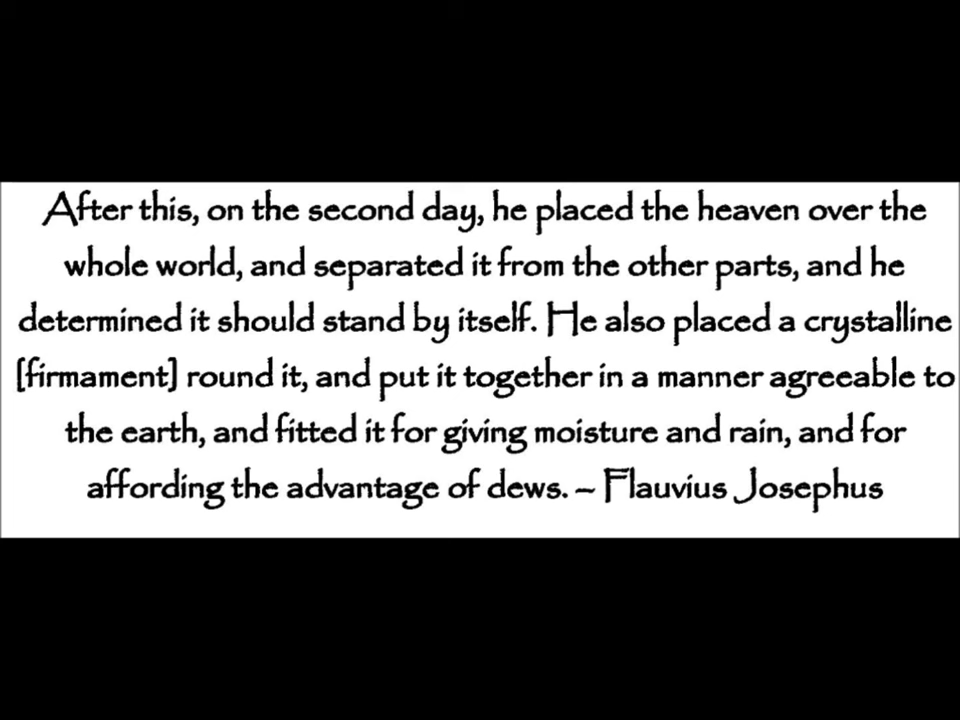 After this, on the second day, he placed the heaven over the
whole world, and separated it from the other parts, and he
determined it should stand by itself. He also placed a crystalline
[firmament] round it, and put it together in a manner agreeable to
the earth, and fitted it for giving moisture and rain, and for
affording the advantage of dews. – Flauvius Josephus